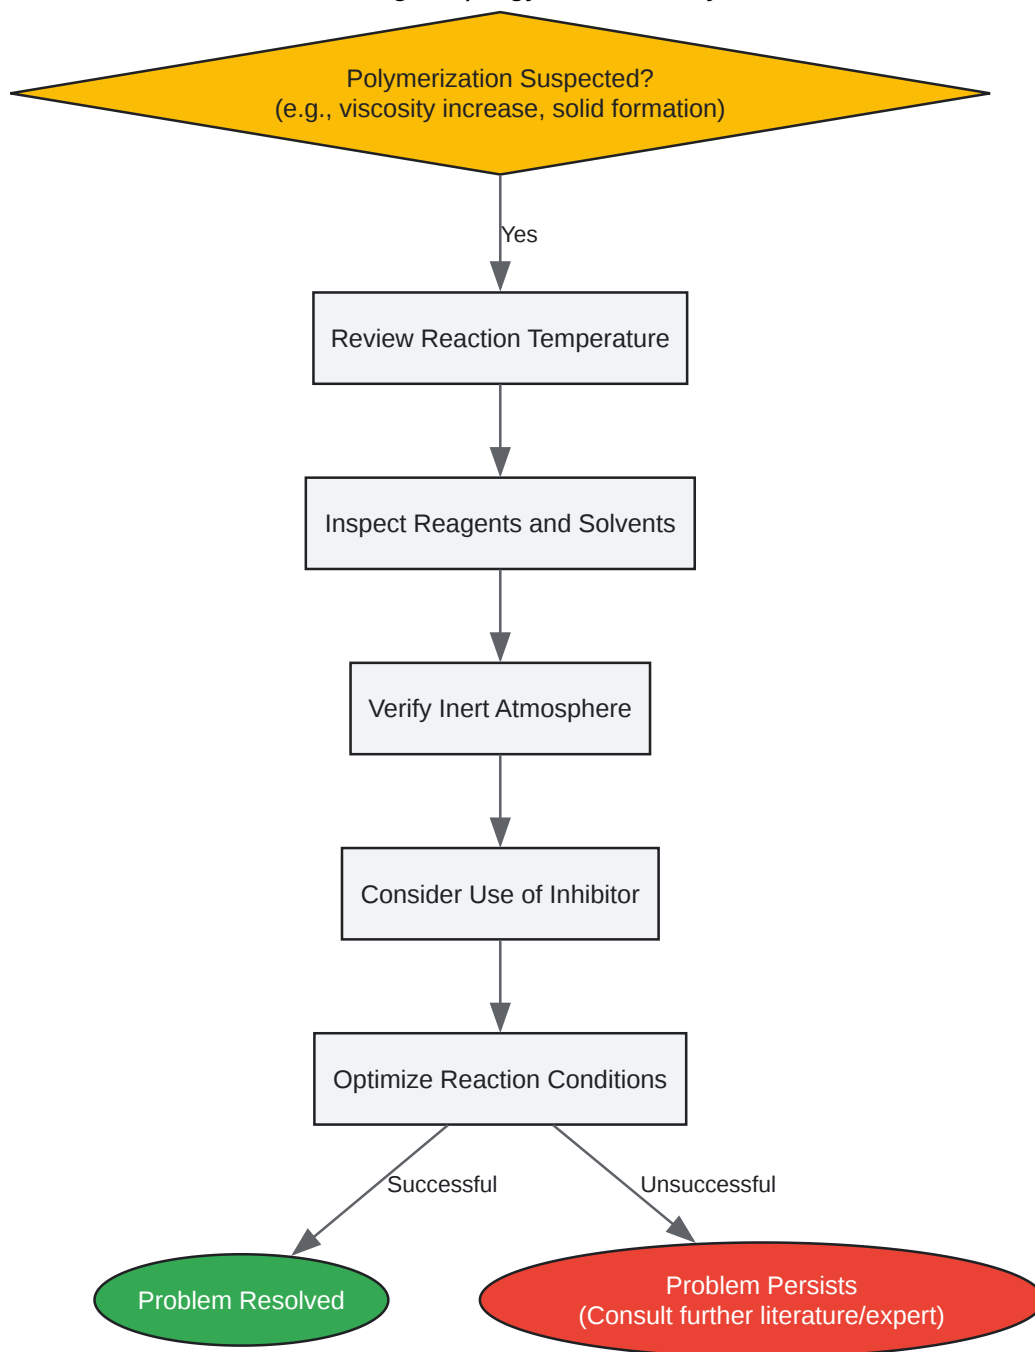 Polymerization Suspected?
(e.g., viscosity increase, solid formation)
Yes
Review Reaction Temperature
Inspect Reagents and Solvents
Verify Inert Atmosphere
Consider Use of Inhibitor
Optimize Reaction Conditions
Successful
Unsuccessful
Problem Resolved
Problem Persists
(Consult further literature/expert)